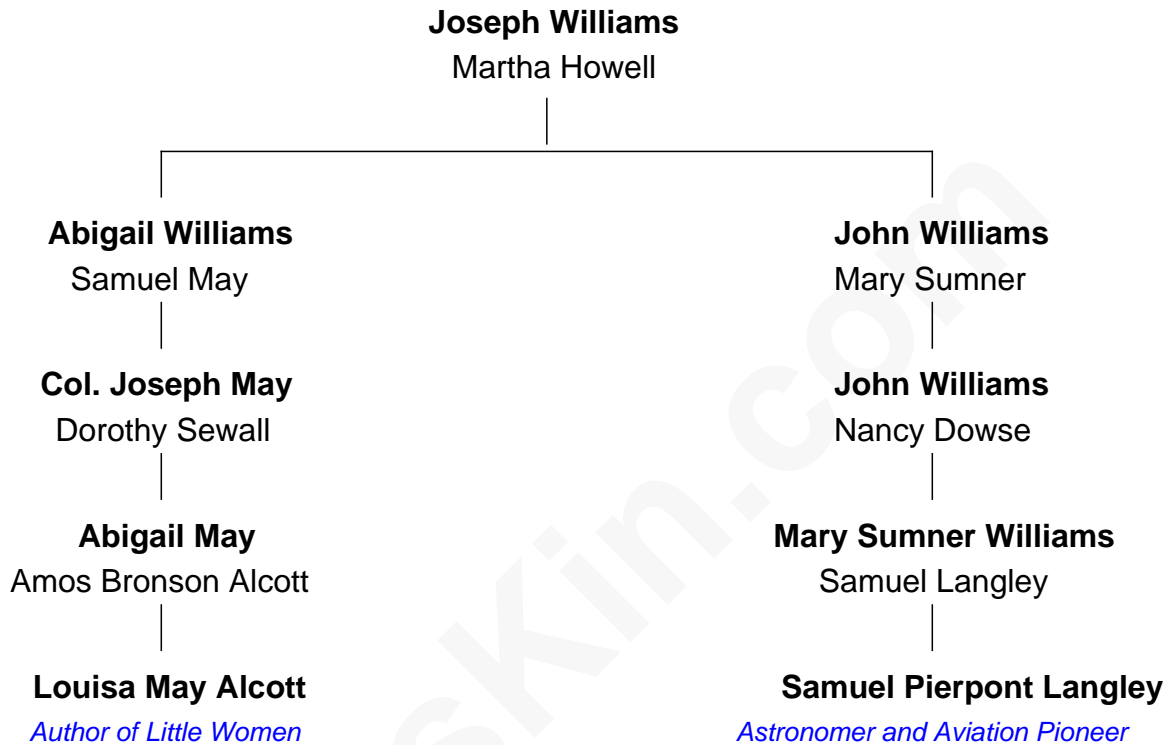 Joseph Williams
Martha Howell
Abigail Williams
Samuel May
John Williams
Mary Sumner
Col. Joseph May
Dorothy Sewall
John Williams
Nancy Dowse
Abigail May
Amos Bronson Alcott
Mary Sumner Williams
Samuel Langley
Louisa May Alcott
Author of Little Women
Samuel Pierpont Langley
Astronomer and Aviation Pioneer
sKin.com